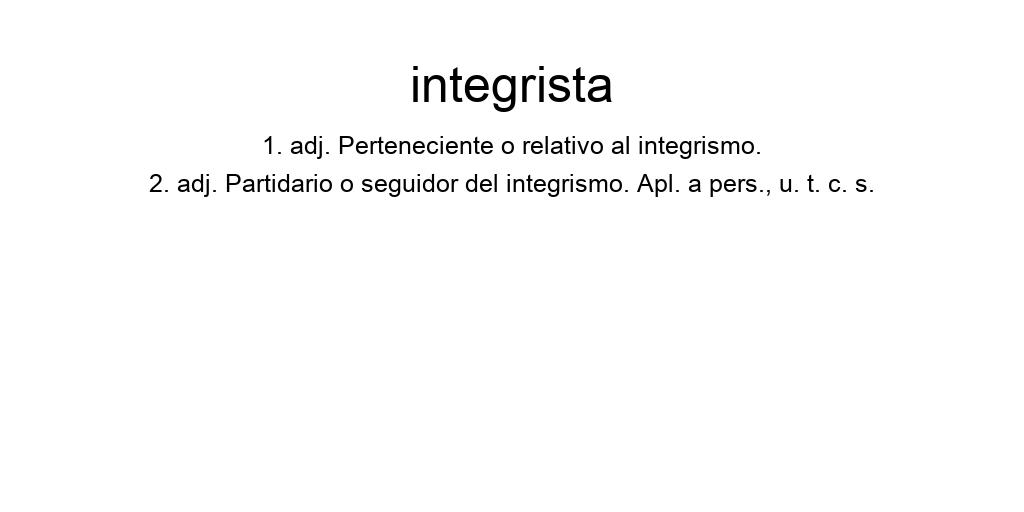 integrista
1. adj. Perteneciente o relativo al integrismo.
2. adj. Partidario o seguidor del integrismo. Apl. a pers., u. t. c. s.